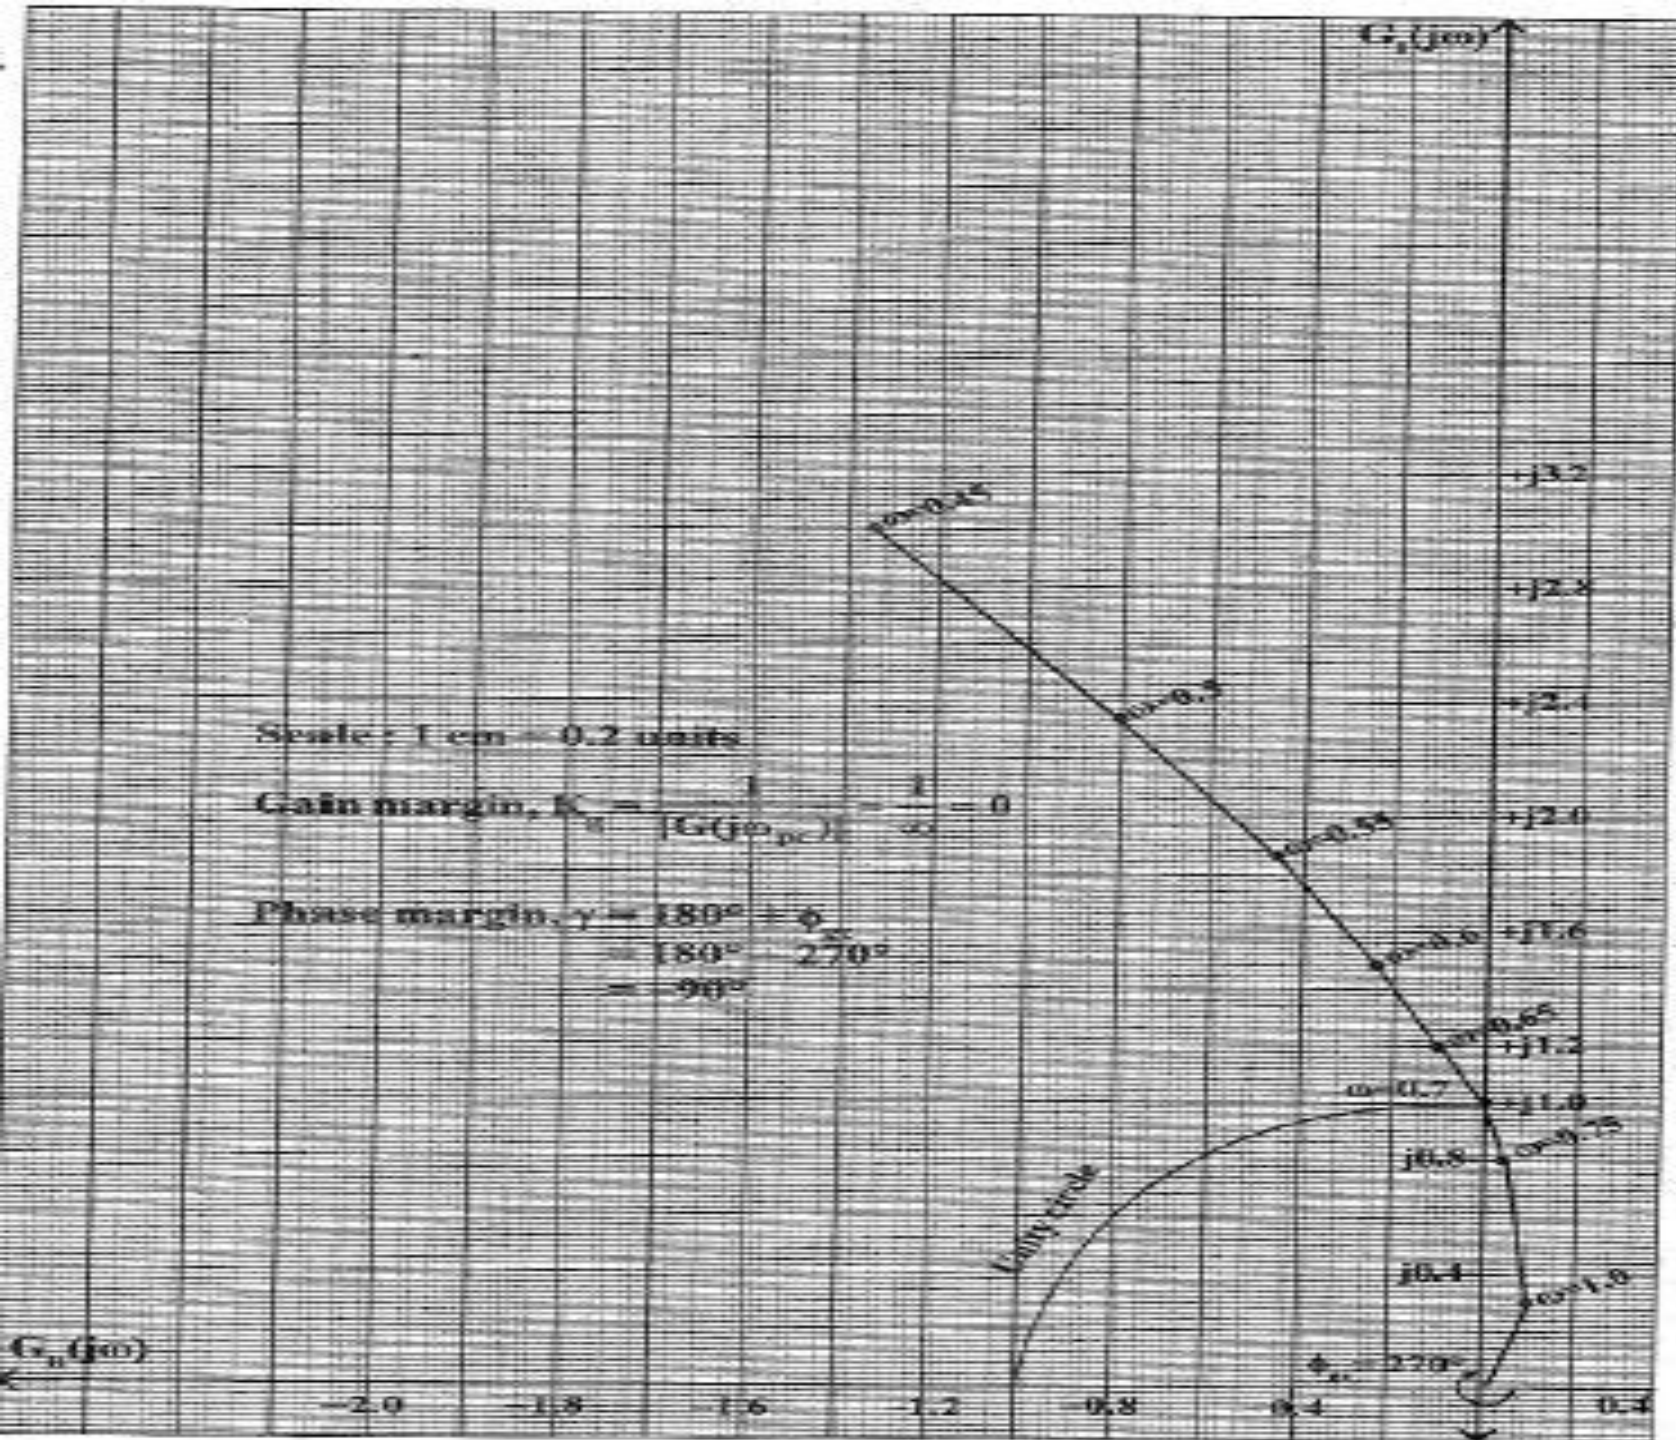 G_I(jω)
+j3.2
ω=0.45
+j2.8
ω=0.5
+j2.4
Scale : 1 cm = 0.2 units
Gain margin, K_g = 1/|G(jω_pc)| = 1/∞ = 0
+j2.0
ω=0.55
Phase margin, γ = 180° + ϕ_gc
= 180° − 270°
= −90°
+j1.6
ω=0.6
ω=0.65
+j1.2
ω=0.7
+j1.0
ω=0.75
j0.8
Unity circle
j0.4
ω=1.0
G_R(jω)
ϕ_gc = 270°
−2.0
−1.8
−1.6
−1.2
−0.8
−0.4
0.4